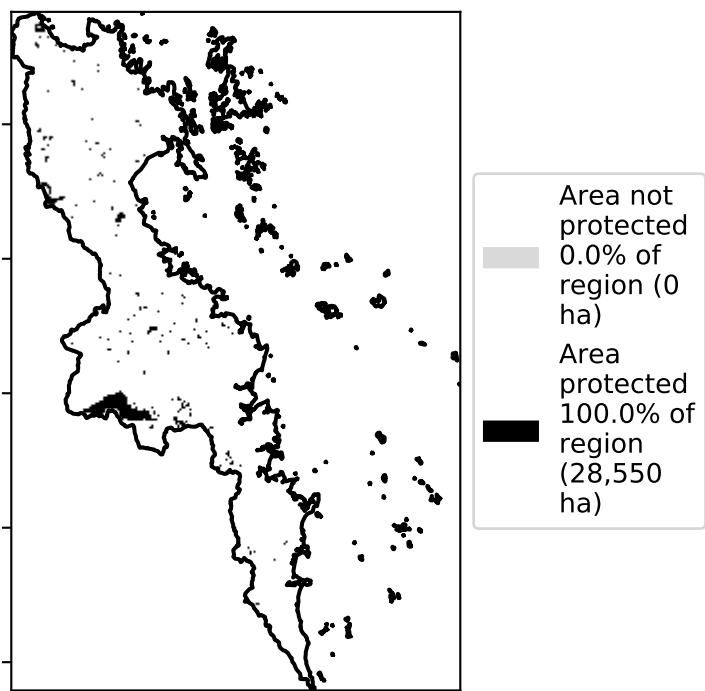 Area not
protected
0.0% of
region (0
ha)
Area
protected
100.0% of
region
(28,550
ha)